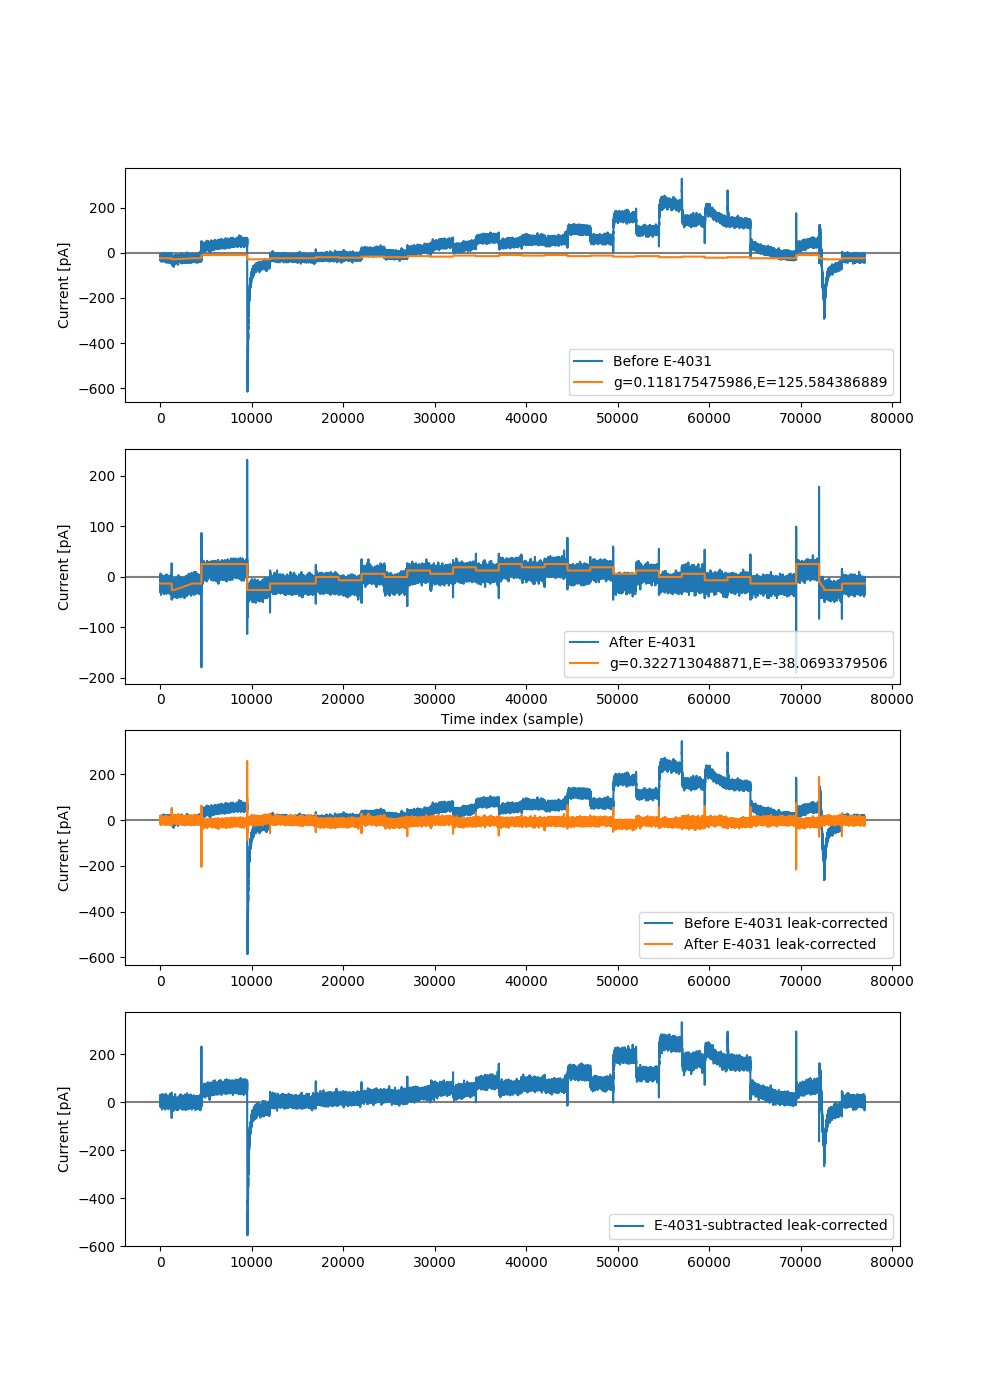 200
0
−200
−400
−600
Current [pA]
Before E-4031
g=0.118175475986,E=125.584386889
0 10000 20000 30000 40000 50000 60000 70000 80000
200
100
0
−100
−200
Current [pA]
After E-4031
g=0.322713048871,E=-38.0693379506
0 10000 20000 30000 40000 50000 60000 70000 80000
Time index (sample)
200
0
−200
−400
−600
Current [pA]
Before E-4031 leak-corrected
After E-4031 leak-corrected
0 10000 20000 30000 40000 50000 60000 70000 80000
200
0
−200
−400
−600
Current [pA]
E-4031-subtracted leak-corrected
0 10000 20000 30000 40000 50000 60000 70000 80000